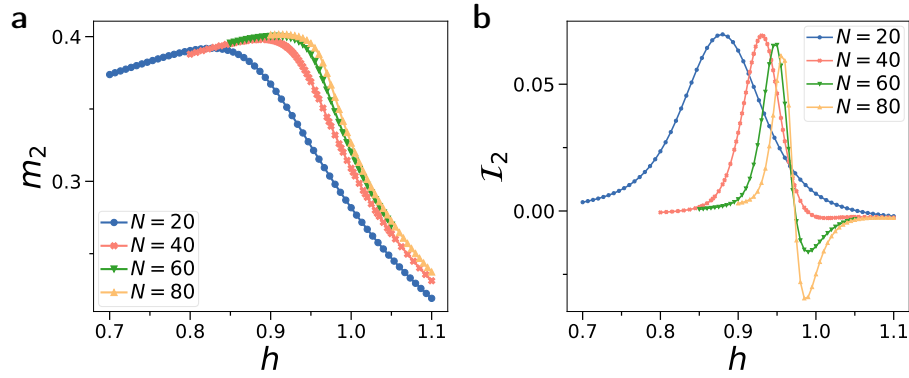 a
m₂
0.4
0.3
N = 20
N = 40
N = 60
N = 80
0.7 0.8 0.9 1.0 1.1
h
b
I₂
0.05
0.00
N = 20
N = 40
N = 60
N = 80
0.7 0.8 0.9 1.0 1.1
h